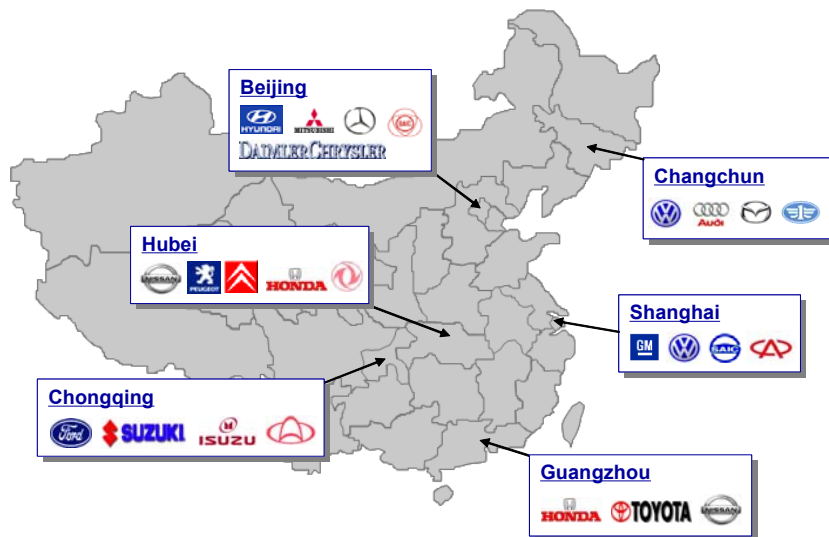 Beijing
HYUNDAI
MITSUBISHI
BAIC
DAIMLERCHRYSLER
Changchun
Audi
Hubei
NISSAN
PEUGEOT
HONDA
Shanghai
GM
SAIC
Chongqing
Ford
SUZUKI
ISUZU
Guangzhou
HONDA
TOYOTA
NISSAN